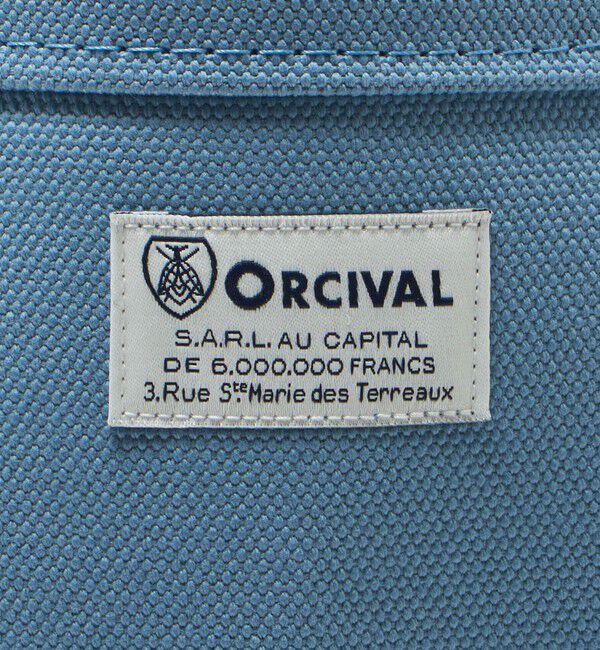 ORCIVAL
S.A.R.L. AU CAPITAL
DE 6.000.000 FRANCS
3.Rue Ste Marie des Terreaux